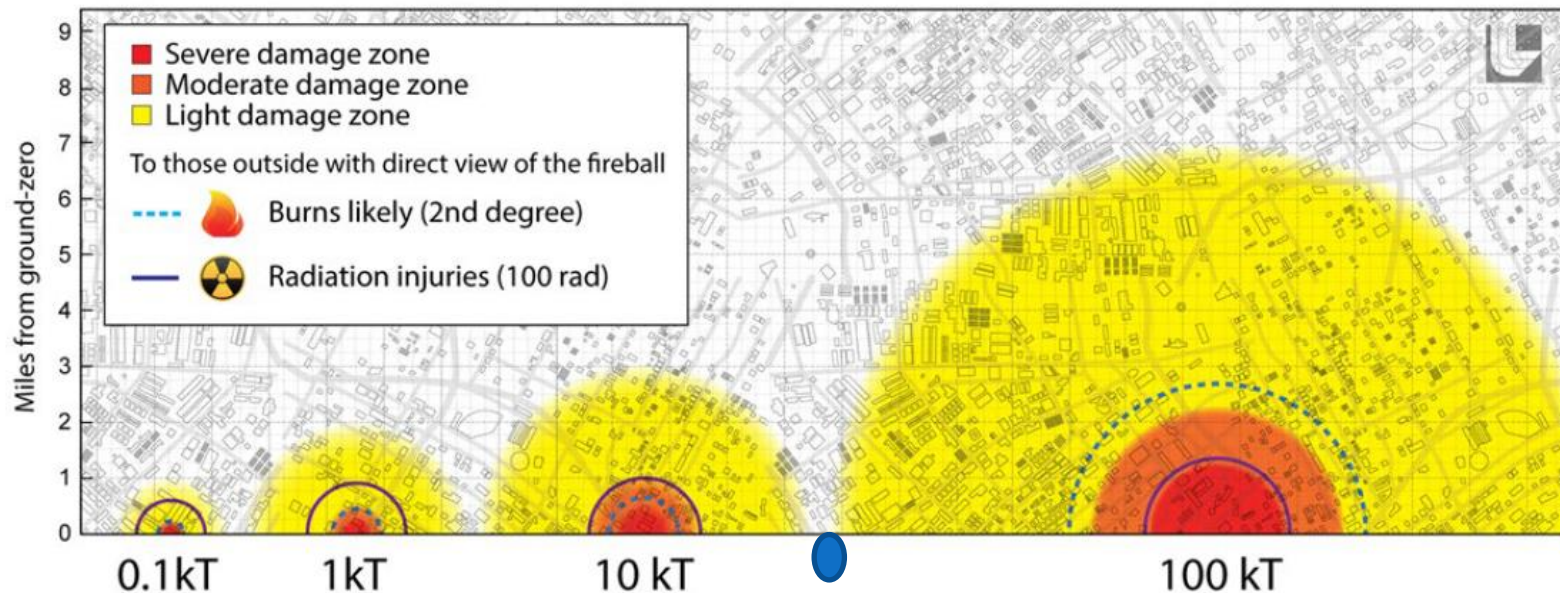 9
8
7
6
5
4
3
2
1
0
Miles from ground-zero
Severe damage zone
Moderate damage zone
Light damage zone
To those outside with direct view of the fireball
Burns likely (2nd degree)
Radiation injuries (100 rad)
0.1kT 1kT 10 kT 100 kT